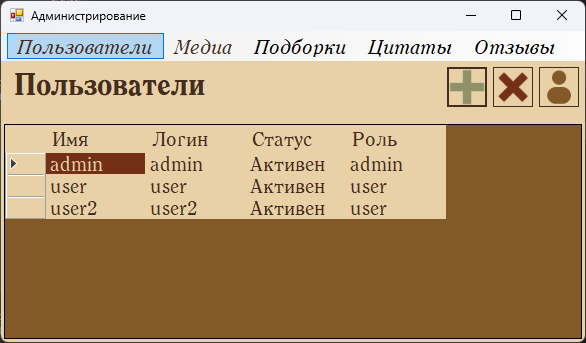 Администрирование
Пользователи Медиа Подборки Цитаты Отзывы
Пользователи
Имя Логин Статус Роль
admin admin Активен admin
user user Активен user
user2 user2 Активен user